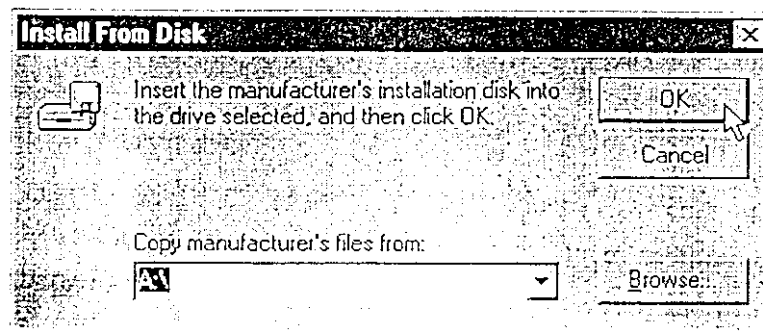 Install From Disk
Insert the manufacturer's installation disk into
the drive selected, and then click OK.
OK
Cancel
Copy manufacturer's files from:
A:\
Browse...